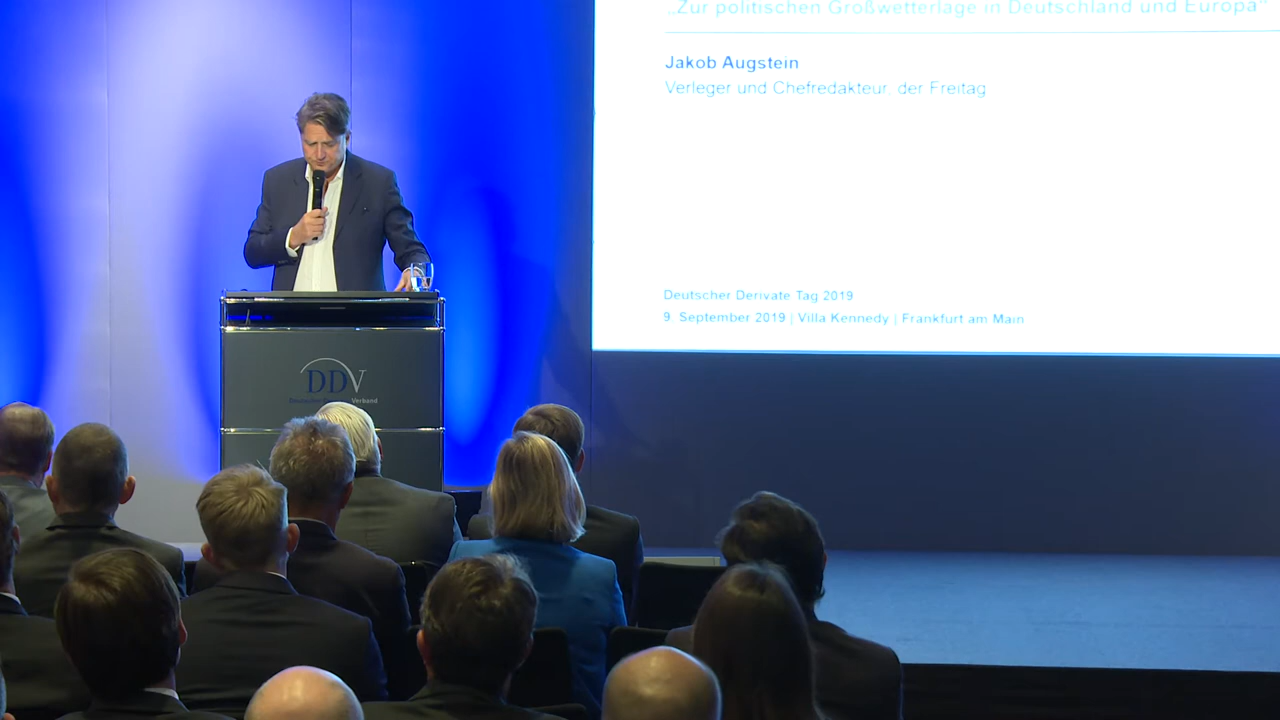 „Zur politischen Großwetterlage in Deutschland und Europa“
Jakob Augstein
Verleger und Chefredakteur der Freitag
Deutscher Derivate Tag 2019
9. September 2019 | Villa Kennedy | Frankfurt am Main
DDV
Deutscher Verband